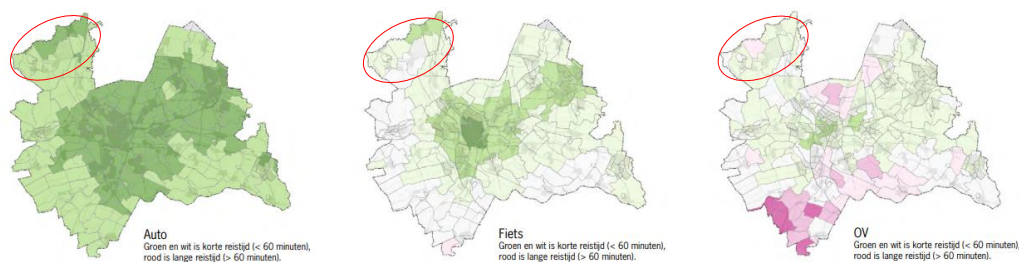 Auto
Groen en wit is korte reistijd (< 60 minuten),
rood is lange reistijd (> 60 minuten).
Fiets
Groen en wit is korte reistijd (< 60 minuten),
rood is lange reistijd (> 60 minuten).
OV
Groen en wit is korte reistijd (< 60 minuten),
rood is lange reistijd (> 60 minuten).